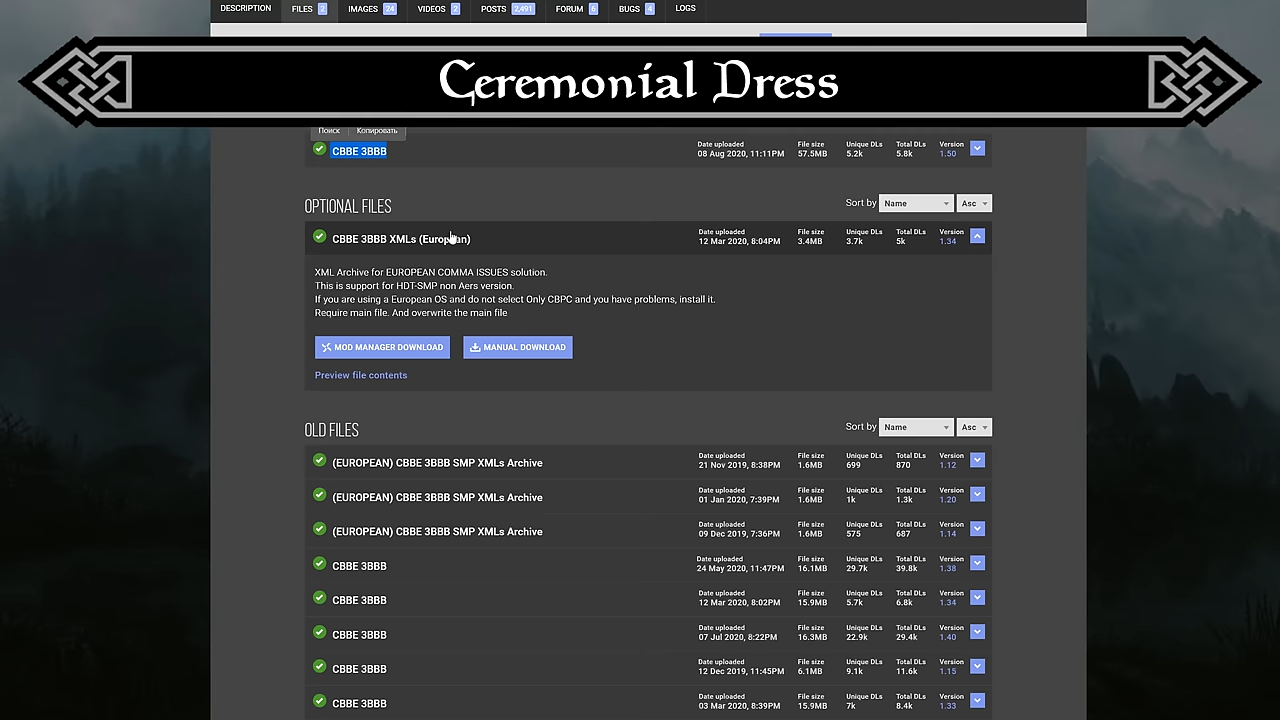 DESCRIPTION FILES 2 IMAGES 24 VIDEOS 2 POSTS 2,491 FORUM 6 BUGS 4 LOGS
Ceremonial Dress
Поиск Копировать
CBBE 3BBB Date uploaded 08 Aug 2020, 11:11PM File size 57.5MB Unique DLs 5.2k Total DLs 5.8k Version 1.50
OPTIONAL FILES Sort by Name Asc
CBBE 3BBB XMLs (European) Date uploaded 12 Mar 2020, 8:04PM File size 3.4MB Unique DLs 3.7k Total DLs 5k Version 1.34
XML Archive for EUROPEAN COMMA ISSUES solution.
This is support for HDT-SMP non Aers version.
If you are using a European OS and do not select Only CBPC and you have problems, install it.
Require main file. And overwrite the main file
MOD MANAGER DOWNLOAD MANUAL DOWNLOAD
Preview file contents
OLD FILES Sort by Name Asc
(EUROPEAN) CBBE 3BBB SMP XMLs Archive Date uploaded 21 Nov 2019, 8:38PM File size 1.6MB Unique DLs 699 Total DLs 870 Version 1.12
(EUROPEAN) CBBE 3BBB SMP XMLs Archive Date uploaded 01 Jan 2020, 7:39PM File size 1.6MB Unique DLs 1k Total DLs 1.3k Version 1.20
(EUROPEAN) CBBE 3BBB SMP XMLs Archive Date uploaded 09 Dec 2019, 7:36PM File size 1.6MB Unique DLs 575 Total DLs 687 Version 1.14
CBBE 3BBB Date uploaded 24 May 2020, 11:47PM File size 16.1MB Unique DLs 29.7k Total DLs 39.8k Version 1.38
CBBE 3BBB Date uploaded 12 Mar 2020, 8:02PM File size 15.9MB Unique DLs 5.7k Total DLs 6.8k Version 1.34
CBBE 3BBB Date uploaded 07 Jul 2020, 8:22PM File size 16.3MB Unique DLs 22.9k Total DLs 29.4k Version 1.40
CBBE 3BBB Date uploaded 12 Dec 2019, 11:45PM File size 6.1MB Unique DLs 9.1k Total DLs 11.6k Version 1.15
CBBE 3BBB Date uploaded 03 Mar 2020, 8:39PM File size 15.9MB Unique DLs 7k Total DLs 8.4k Version 1.33